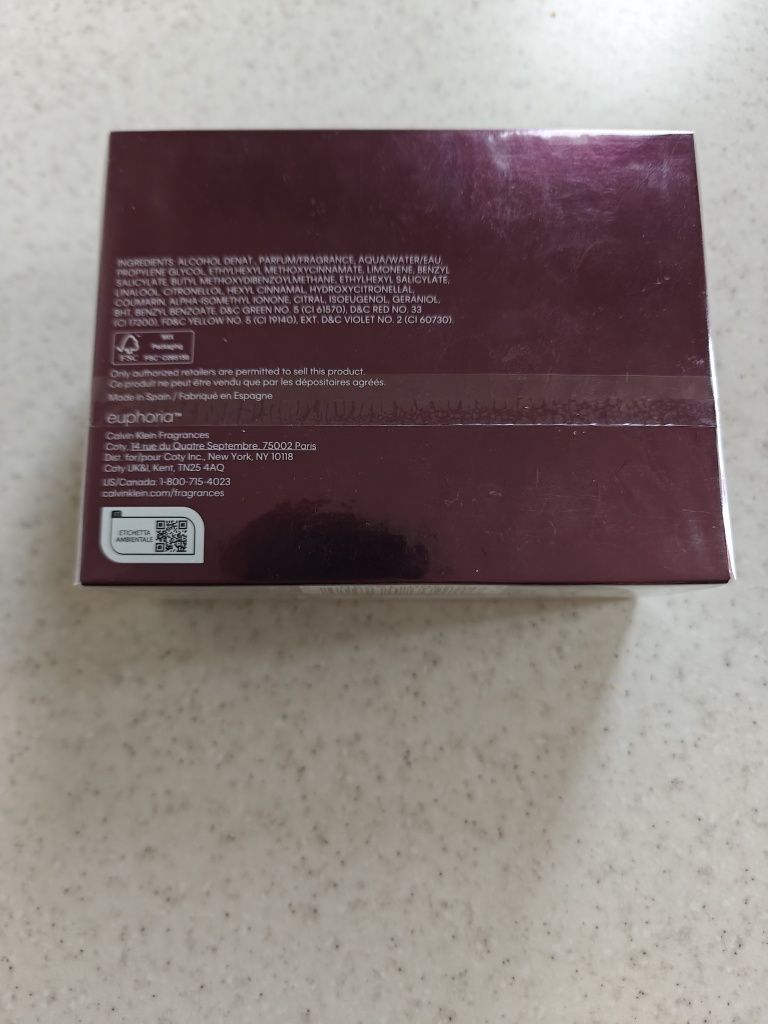 INGREDIENTS: ALCOHOL DENAT., PARFUM/FRAGRANCE, AQUA/WATER/EAU,
PROPYLENE GLYCOL, ETHYLHEXYL METHOXYCINNAMATE, LIMONENE, BENZYL
SALICYLATE, BUTYL METHOXYDIBENZOYLMETHANE, ETHYLHEXYL SALICYLATE,
LINALOOL, CITRONELLOL, HEXYL CINNAMAL, HYDROXYCITRONELLAL,
COUMARIN, ALPHA-ISOMETHYL IONONE, CITRAL, ISOEUGENOL, GERANIOL,
BHT, BENZYL BENZOATE, D&C GREEN NO. 5 (CI 61570), D&C RED NO. 33
(CI 17200), FD&C YELLOW NO. 5 (CI 19140), EXT. D&C VIOLET NO. 2 (CI 60730).
FSC
MIX
Packaging
Only authorized retailers are permitted to sell this product.
Ce produit ne peut être vendu que par les dépositaires agréés.
Made in Spain / Fabriqué en Espagne
euphoria™
Calvin Klein Fragrances
Coty, 14 rue du Quatre Septembre, 75002 Paris
Dist. for/pour Coty Inc., New York, NY 10118
Coty UK&I, Kent, TN25 4AQ
US/Canada: 1-800-715-4023
calvinklein.com/fragrances
ETICHETTA
AMBIENTALE